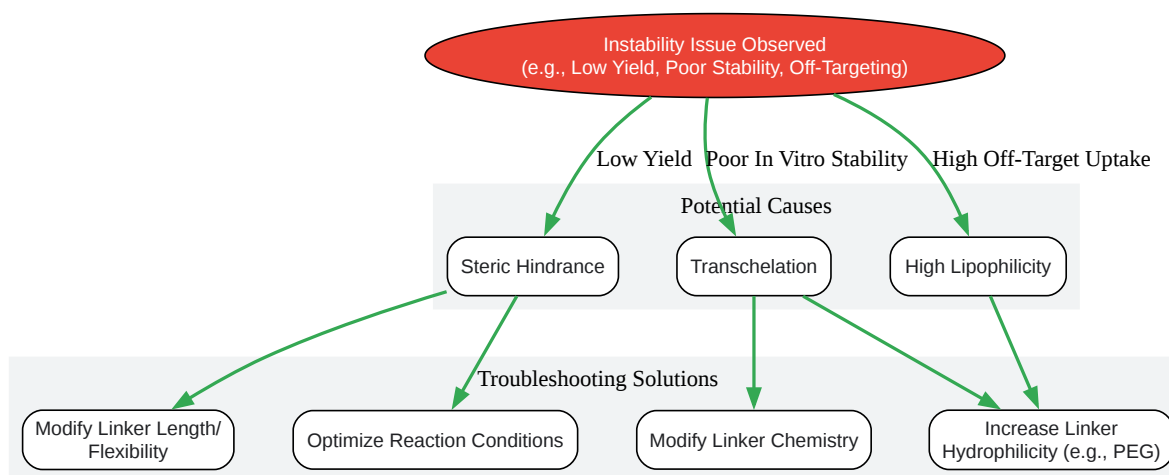 Instability Issue Observed
(e.g., Low Yield, Poor Stability, Off-Targeting)
Low Yield
Poor In Vitro Stability
High Off-Target Uptake
Potential Causes
Steric Hindrance
Transchelation
High Lipophilicity
Troubleshooting Solutions
Modify Linker Length/
Flexibility
Optimize Reaction Conditions
Modify Linker Chemistry
Increase Linker
Hydrophilicity (e.g., PEG)